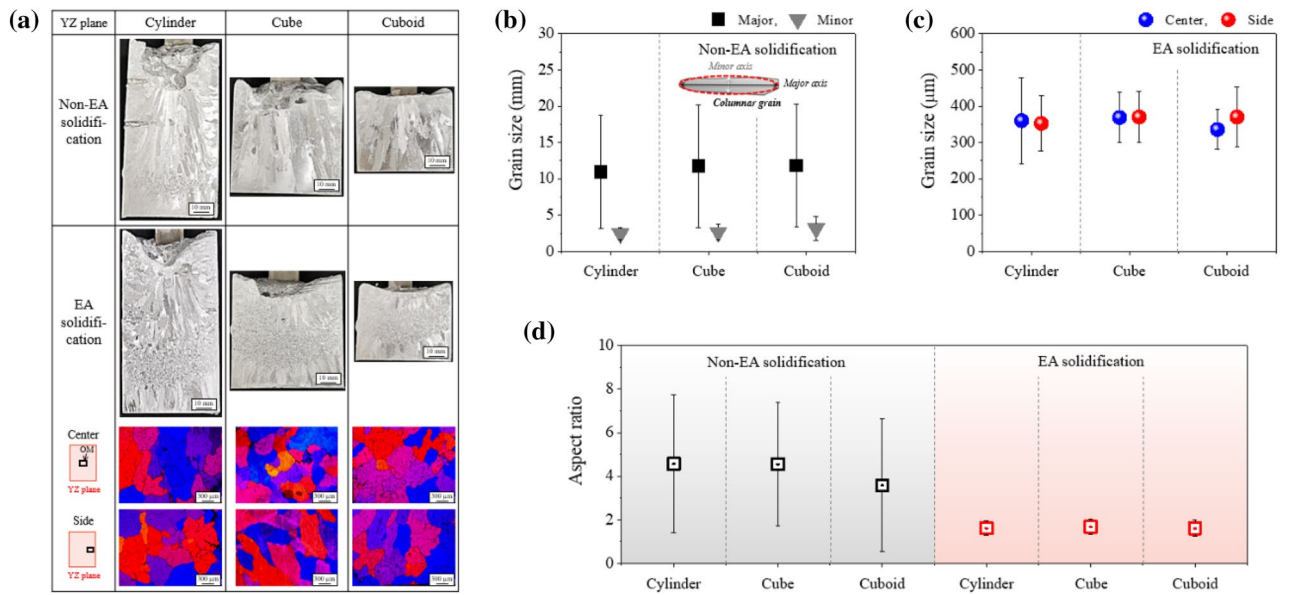 (a)
YZ plane
Cylinder
Cube
Cuboid
Non-EA
solidifi-
cation
10 mm
10 mm
10 mm
EA
solidifi-
cation
10 mm
10 mm
10 mm
Center
OM
YZ plane
300 μm
300 μm
300 μm
Side
YZ plane
300 μm
300 μm
300 μm
(b)
Major, Minor
Non-EA solidification
Minor axis
Major axis
Columnar grain
Grain size (mm)
30
25
20
15
10
5
0
Cylinder
Cube
Cuboid
(c)
Center, Side
EA solidification
Grain size (μm)
600
500
400
300
200
100
0
Cylinder
Cube
Cuboid
(d)
Non-EA solidification
EA solidification
Aspect ratio
10
8
6
4
2
0
Cylinder
Cube
Cuboid
Cylinder
Cube
Cuboid